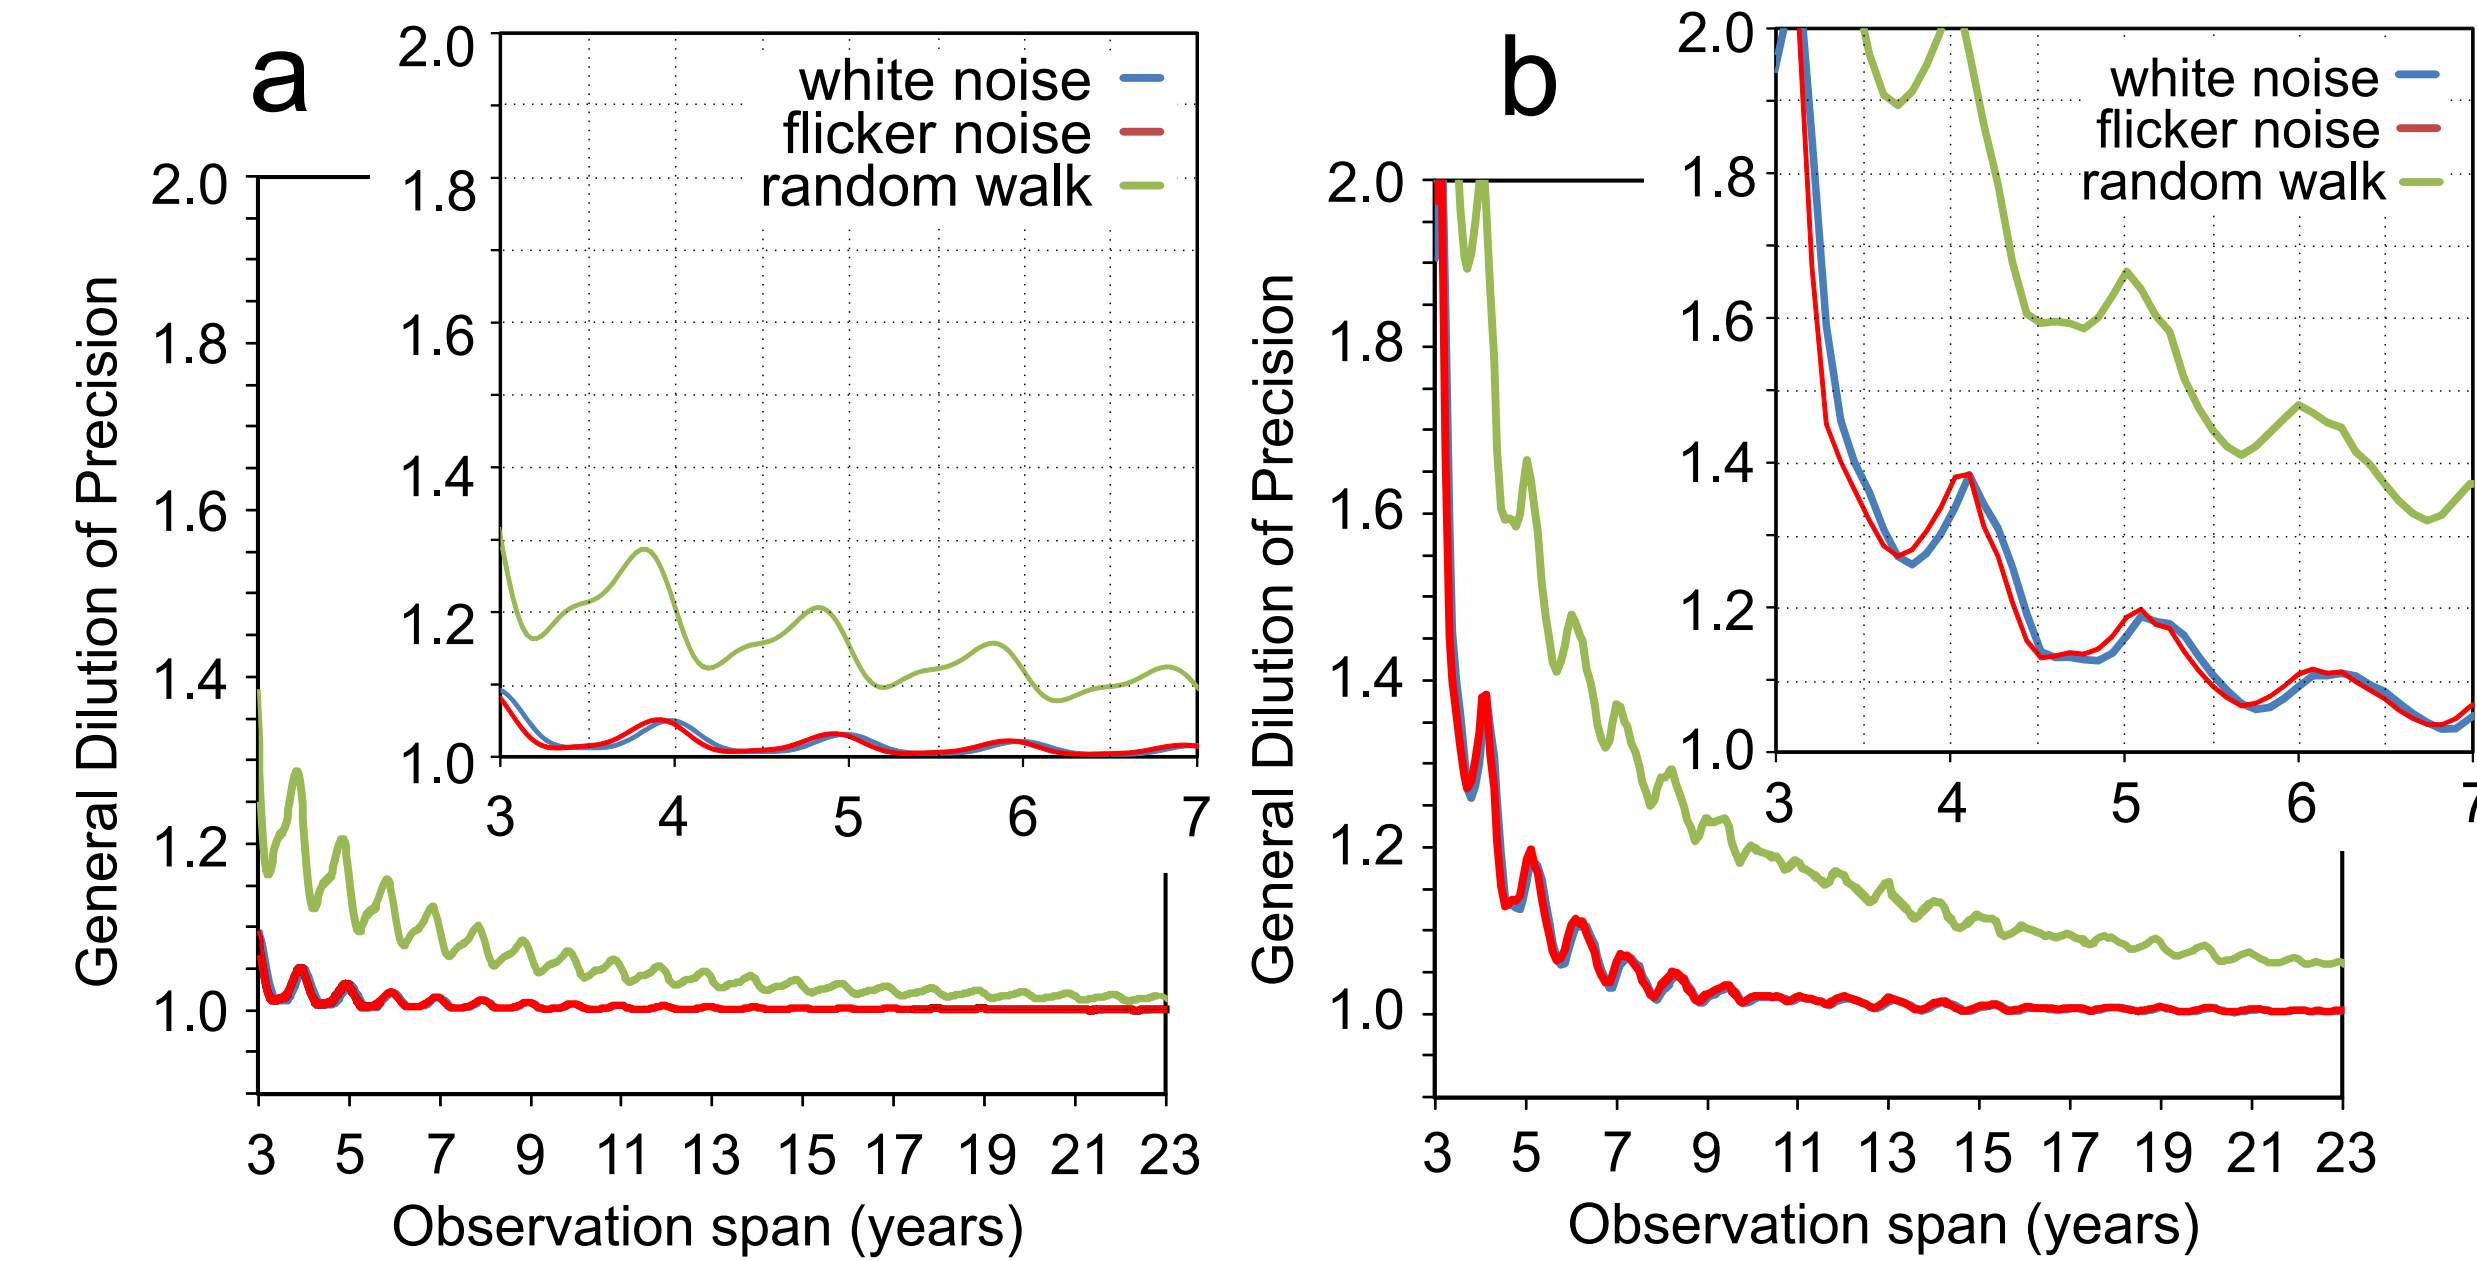 a
2.0
1.8
1.6
1.4
1.2
1.0
General Dilution of Precision
3 5 7 9 11 13 15 17 19 21 23
Observation span (years)
2.0
1.8
1.6
1.4
1.2
1.0
3 4 5 6 7
white noise
flicker noise
random walk
b
2.0
1.8
1.6
1.4
1.2
1.0
General Dilution of Precision
3 5 7 9 11 13 15 17 19 21 23
Observation span (years)
2.0
1.8
1.6
1.4
1.2
1.0
3 4 5 6 7
white noise
flicker noise
random walk